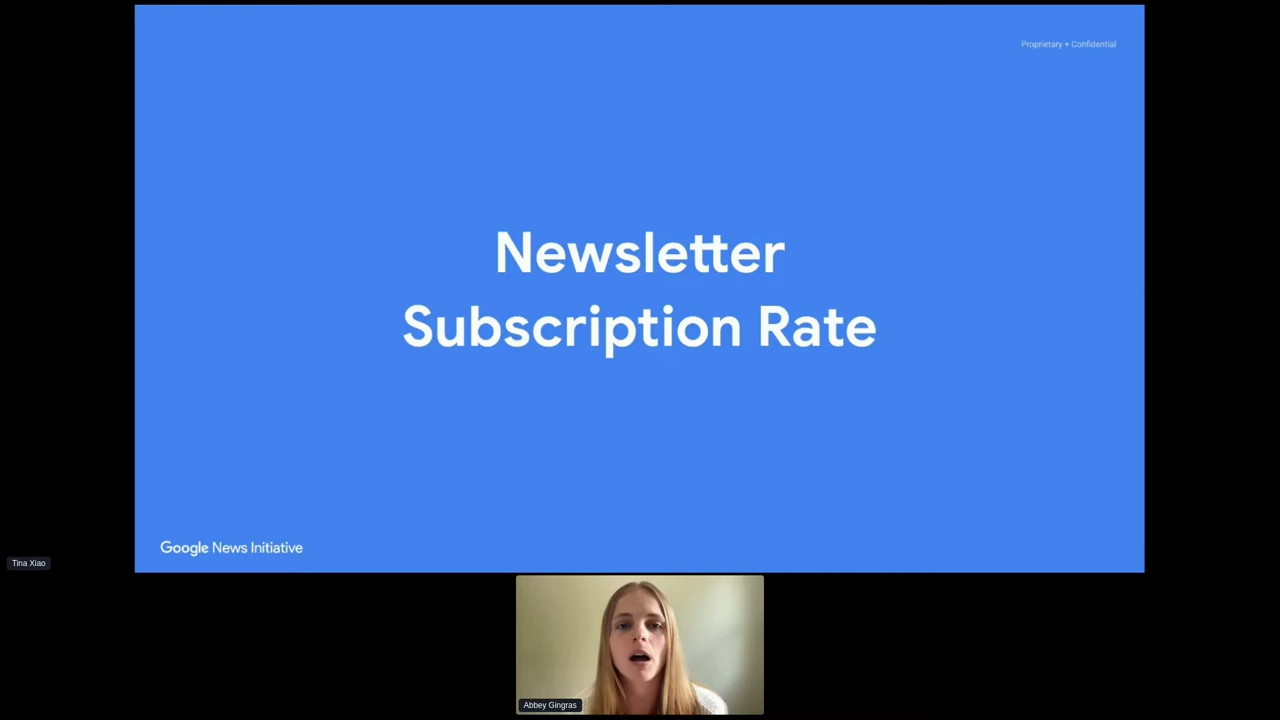 Proprietary + Confidential
Newsletter
Subscription Rate
Google News Initiative
Tina Xiao
Abbey Gingras